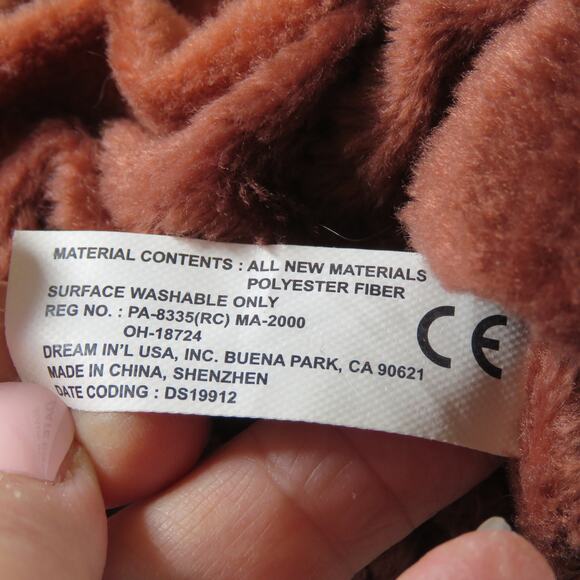 MATERIAL CONTENTS : ALL NEW MATERIALS
POLYESTER FIBER
SURFACE WASHABLE ONLY
REG NO. : PA-8335(RC) MA-2000
OH-18724
DREAM IN'L USA, INC. BUENA PARK, CA 90621
MADE IN CHINA, SHENZHEN
DATE CODING : DS19912
CE